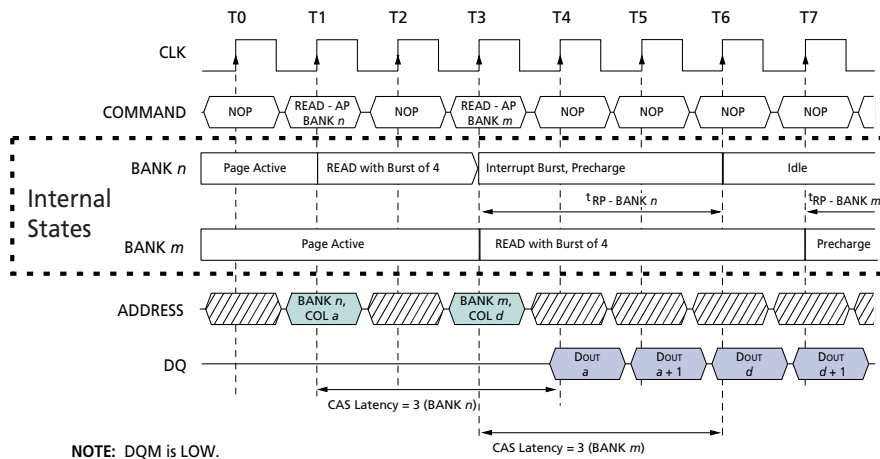 T0 T1 T2 T3 T4 T5 T6 T7
CLK
COMMAND
NOP
READ - AP
BANK n
NOP
READ - AP
BANK m
NOP
NOP
NOP
NOP
Internal
States
BANK n
Page Active
READ with Burst of 4
Interrupt Burst, Precharge
Idle
tRP - BANK n
tRP - BANK m
BANK m
Page Active
READ with Burst of 4
Precharge
ADDRESS
BANK n,
COL a
BANK m,
COL d
DQ
DOUT
a
DOUT
a + 1
DOUT
d
DOUT
d + 1
CAS Latency = 3 (BANK n)
CAS Latency = 3 (BANK m)
NOTE: DQM is LOW.